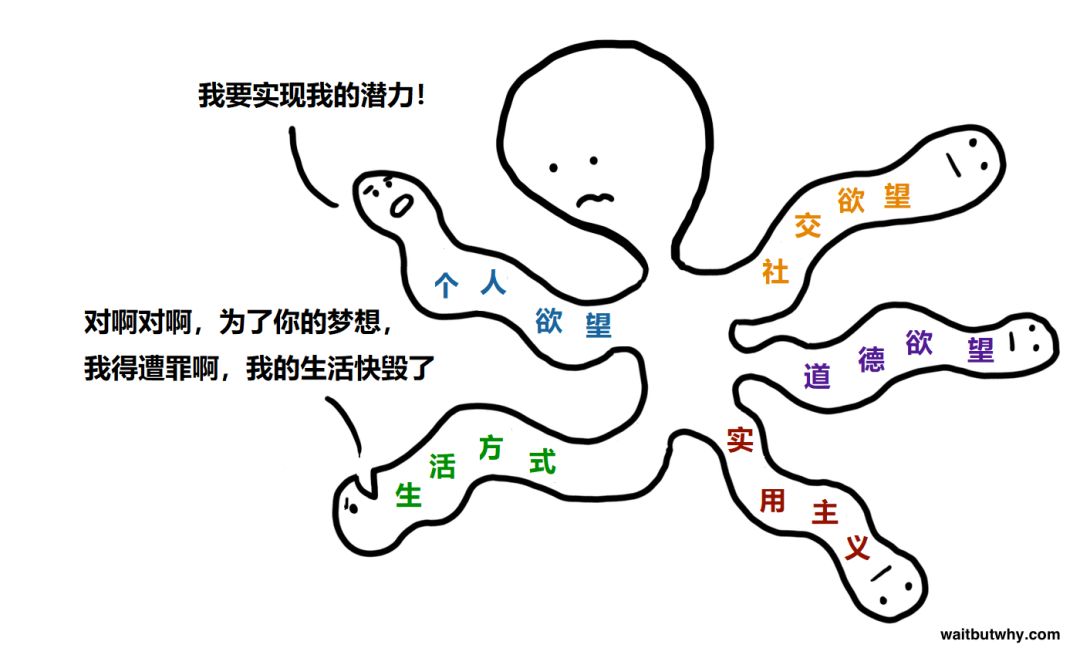 我要实现我的潜力！
社交欲望
个人欲望
对啊对啊，为了你的梦想，
我得遭罪啊，我的生活快毁了
道德欲望
生活方式
实用主义
waitbutwhy.com